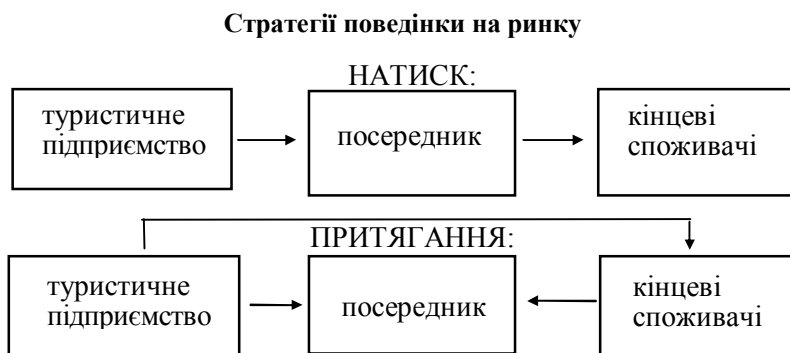 Стратегії поведінки на ринку
НАТИСК:
туристичне
підприємство
посередник
кінцеві
споживачі
ПРИТЯГАННЯ:
туристичне
підприємство
посередник
кінцеві
споживачі